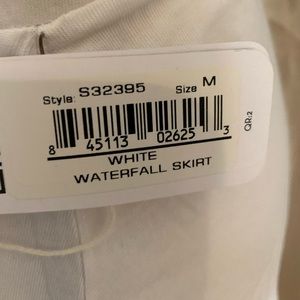 Style: S32395 Size M
8 45113 02625 3
QR:2
WHITE
WATERFALL SKIRT